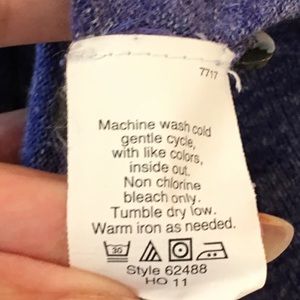 7717
Machine wash cold
gentle cycle,
with like colors,
inside out.
Non chlorine
bleach only.
Tumble dry low.
Warm iron as needed.
30
Style 62488
HO 11